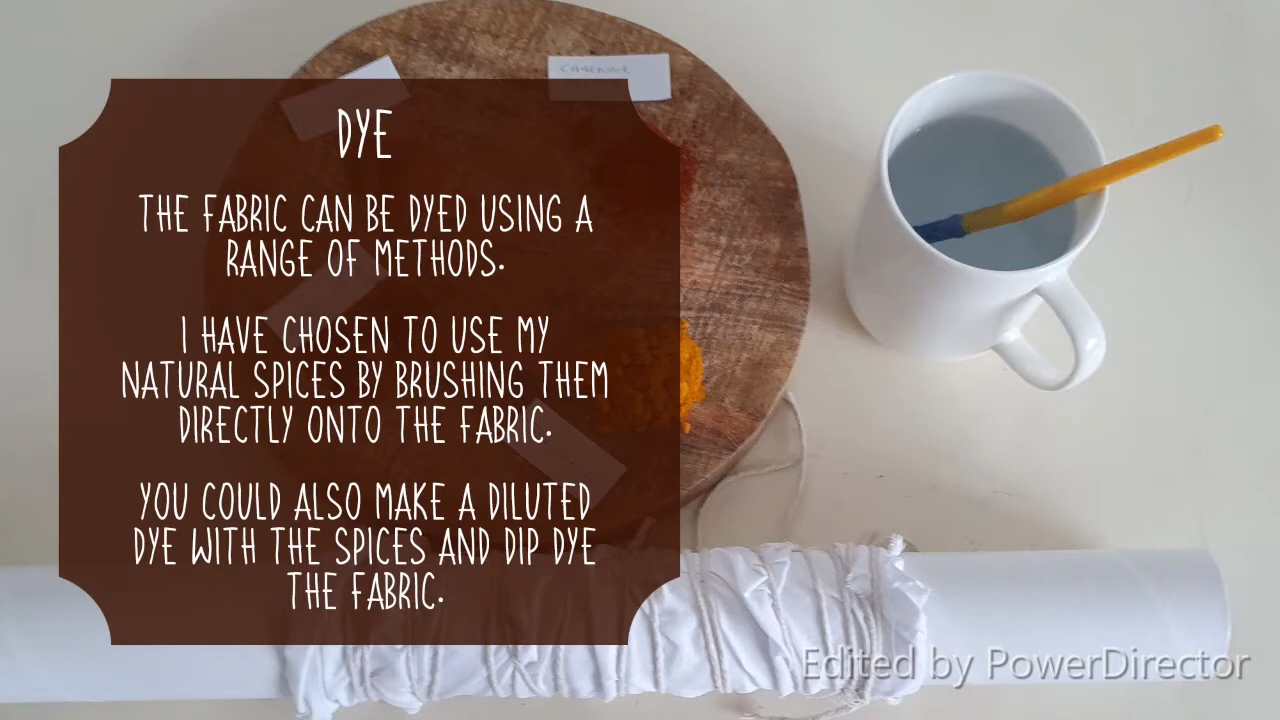 DYE
THE FABRIC CAN BE DYED USING A
RANGE OF METHODS.
I HAVE CHOSEN TO USE MY
NATURAL SPICES BY BRUSHING THEM
DIRECTLY ONTO THE FABRIC.
YOU COULD ALSO MAKE A DILUTED
DYE WITH THE SPICES AND DIP DYE
THE FABRIC.
Edited by PowerDirector